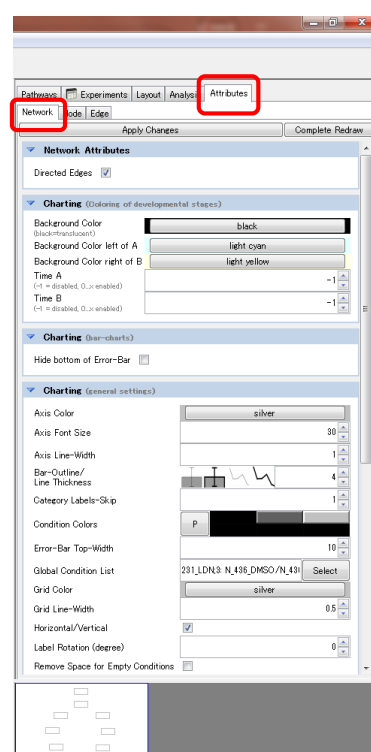 Pathways Experiments Layout Analysis Attributes
Network Node Edge
Apply Changes Complete Redraw
Network Attributes
Directed Edges
Charting (Coloring of developmental stages)
Background Color black
(black=translucent)
Background Color left of A light cyan
Background Color right of B light yellow
Time A -1
(-1 = disabled, 0..x enabled)
Time B -1
(-1 = disabled, 0..x enabled)
Charting (bar-charts)
Hide bottom of Error-Bar
Charting (general settings)
Axis Color silver
Axis Font Size 30
Axis Line-Width 1
Bar-Outline/
Line Thickness 4
Category Labels-Skip 1
Condition Colors P
Error-Bar Top-Width 10
Global Condition List 231_LDN;3: N_436_DMSO/N_43 Select
Grid Color silver
Grid Line-Width 0.5
Horizontal/Vertical
Label Rotation (degree) 0
Remove Space for Empty Conditions